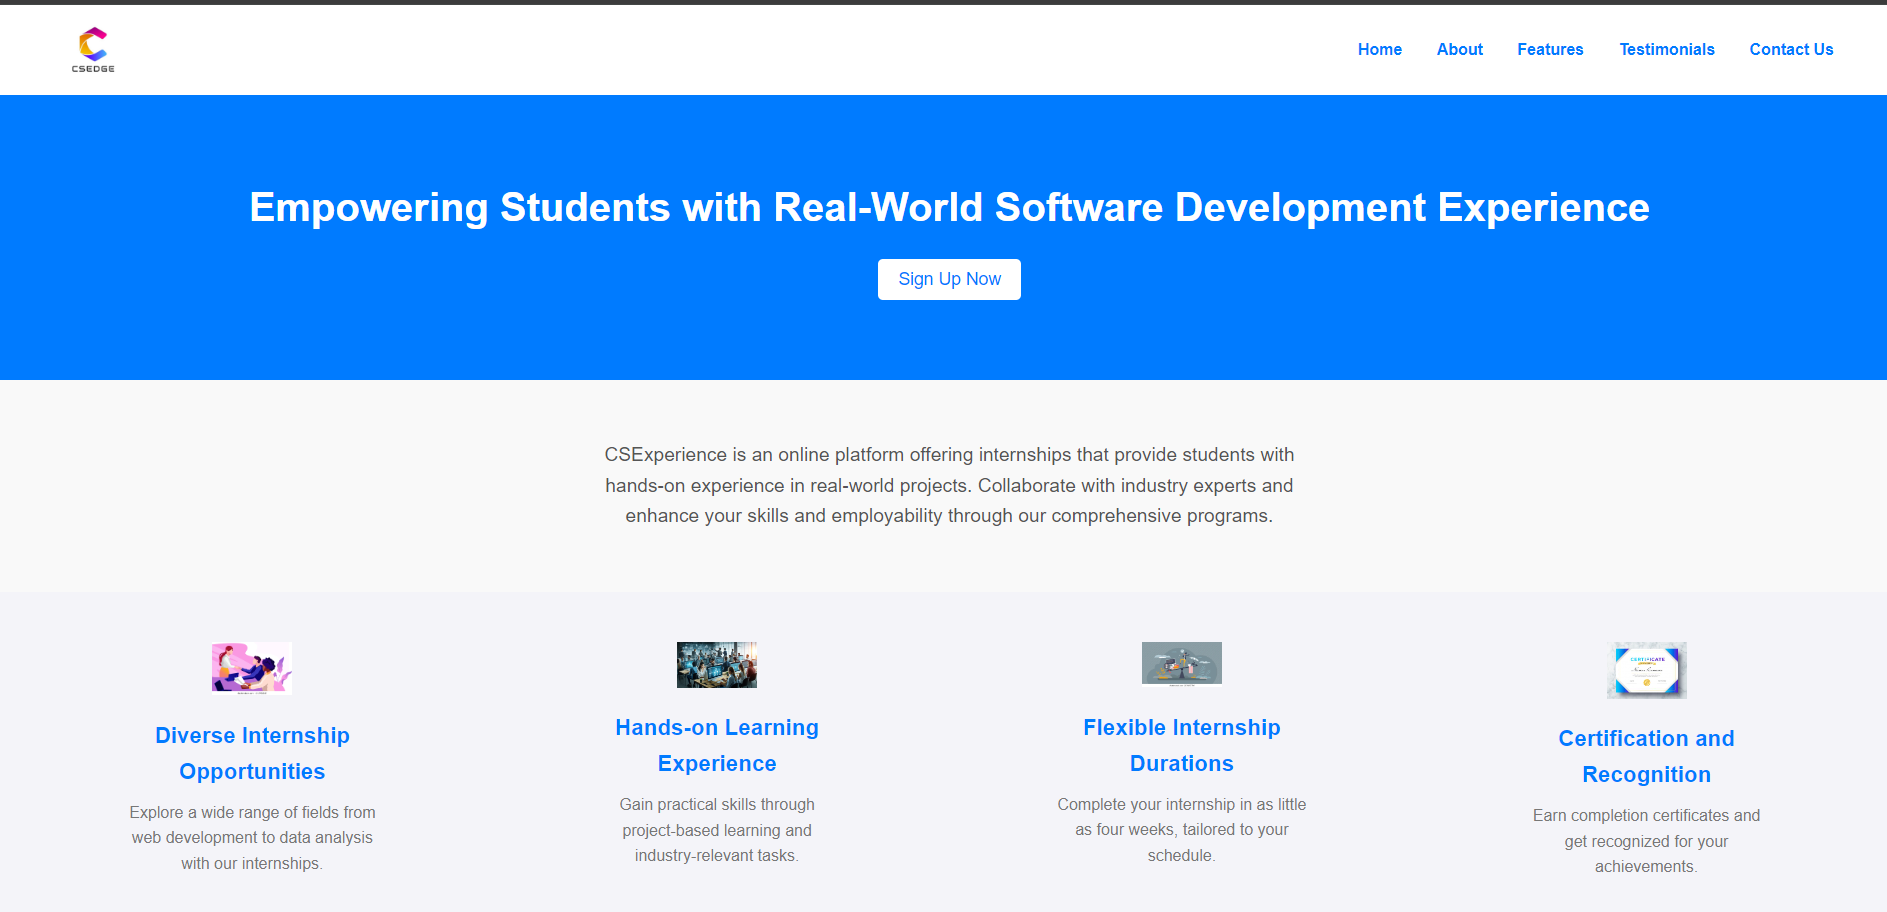 CSEDGE
Home
About
Features
Testimonials
Contact Us
Empowering Students with Real-World Software Development Experience
Sign Up Now
CSExperience is an online platform offering internships that provide students with
hands-on experience in real-world projects. Collaborate with industry experts and
enhance your skills and employability through our comprehensive programs.
Diverse Internship
Opportunities
Explore a wide range of fields from
web development to data analysis
with our internships.
Hands-on Learning
Experience
Gain practical skills through
project-based learning and
industry-relevant tasks.
Flexible Internship
Durations
Complete your internship in as little
as four weeks, tailored to your
schedule.
CERTIFICATE
Certification and
Recognition
Earn completion certificates and
get recognized for your
achievements.